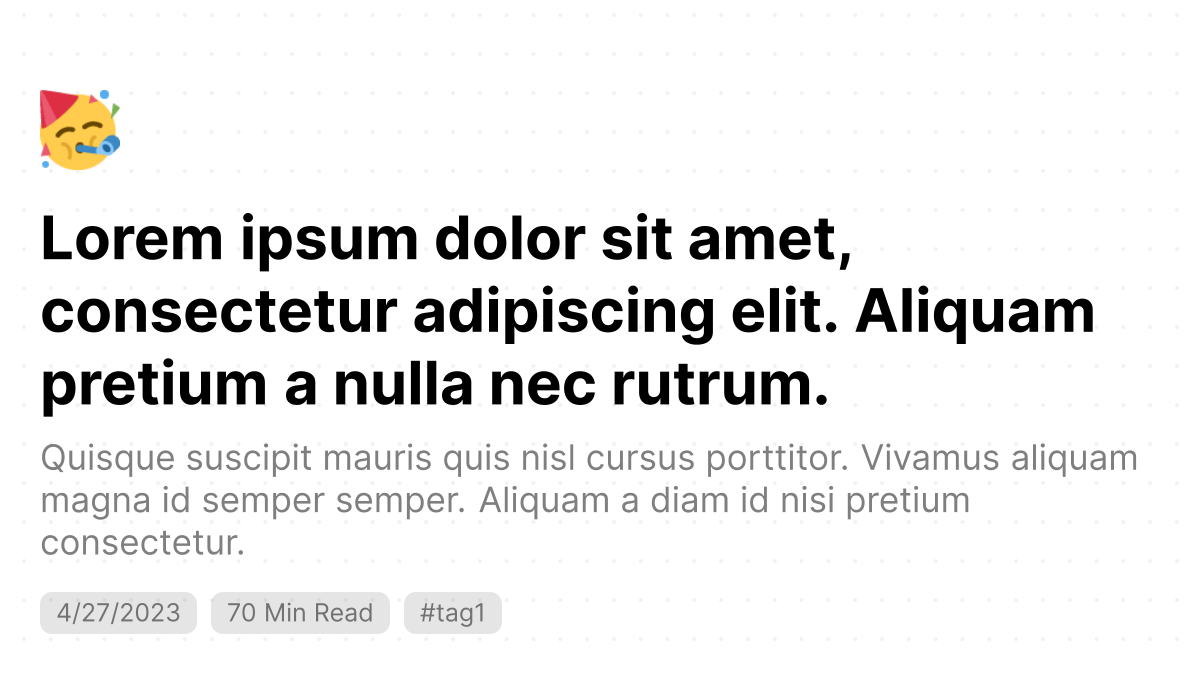 Lorem ipsum dolor sit amet,
consectetur adipiscing elit. Aliquam
pretium a nulla nec rutrum.
Quisque suscipit mauris quis nisl cursus porttitor. Vivamus aliquam
magna id semper semper. Aliquam a diam id nisi pretium
consectetur.
4/27/2023 70 Min Read #tag1